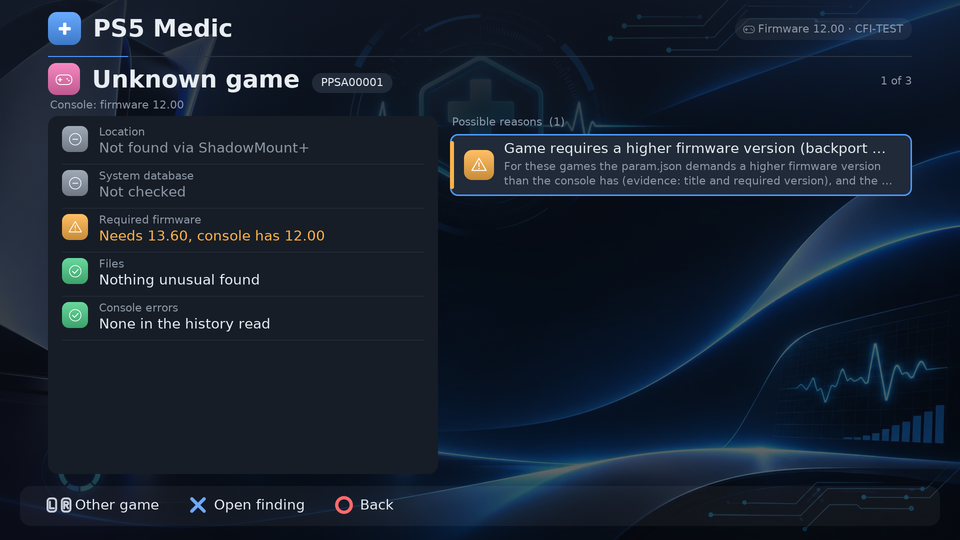 PS5 Medic
Firmware 12.00 · CFI-TEST
Unknown game
PPSA00001
1 of 3
Console: firmware 12.00
Location
Not found via ShadowMount+
System database
Not checked
Required firmware
Needs 13.60, console has 12.00
Files
Nothing unusual found
Console errors
None in the history read
Possible reasons (1)
Game requires a higher firmware version (backport ...
For these games the param.json demands a higher firmware
version than the console has (evidence: title and required version), and the ...
L R Other game
Open finding
Back